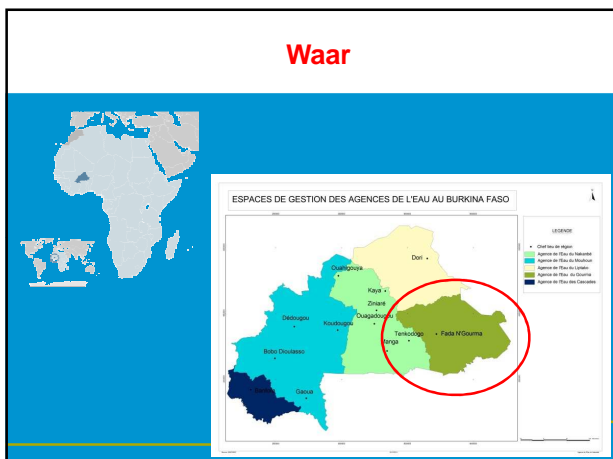 Waar
ESPACES DE GESTION DES AGENCES DE L'EAU AU BURKINA FASO
LEGENDE
Chef lieu de région
Agence de l'Eau du Nakanbé
Agence de l'Eau du Mouhoun
Agence de l'Eau du Liptako
Agence de l'Eau du Gourma
Agence de l'Eau des Cascades
Dori
Ouahigouya
Kaya
Ziniaré
Ouagadougou
Dédougou
Koudougou
Tenkodogo
Fada N'Gourma
Manga
Bobo Dioulasso
Gaoua